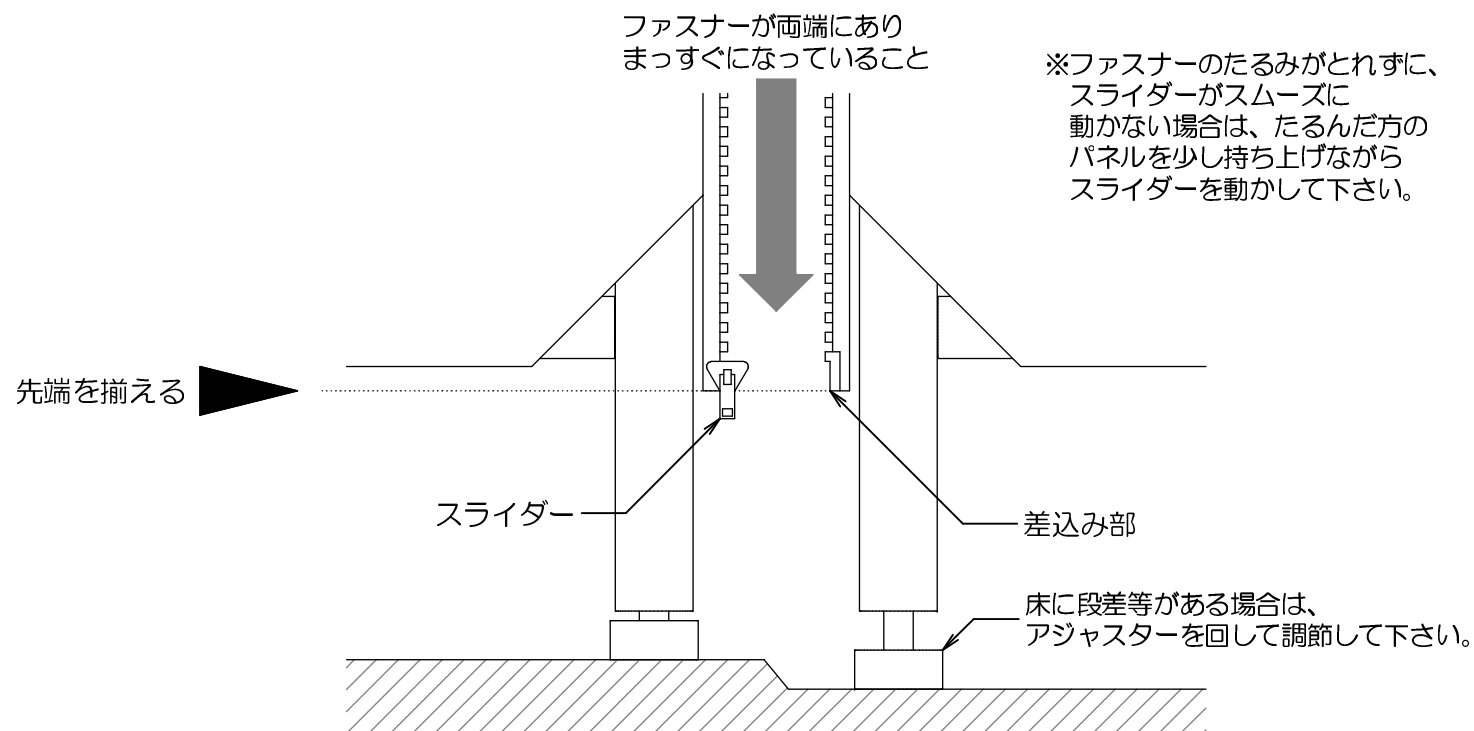 ファスナーが両端にあり
まっすぐになっていること
※ファスナーのたるみがとれずに、
スライダーがスムーズに
動かない場合は、たるんだ方の
パネルを少し持ち上げながら
スライダーを動かして下さい。
先端を揃える
スライダー
差込み部
床に段差等がある場合は、
アジャスターを回して調節して下さい。